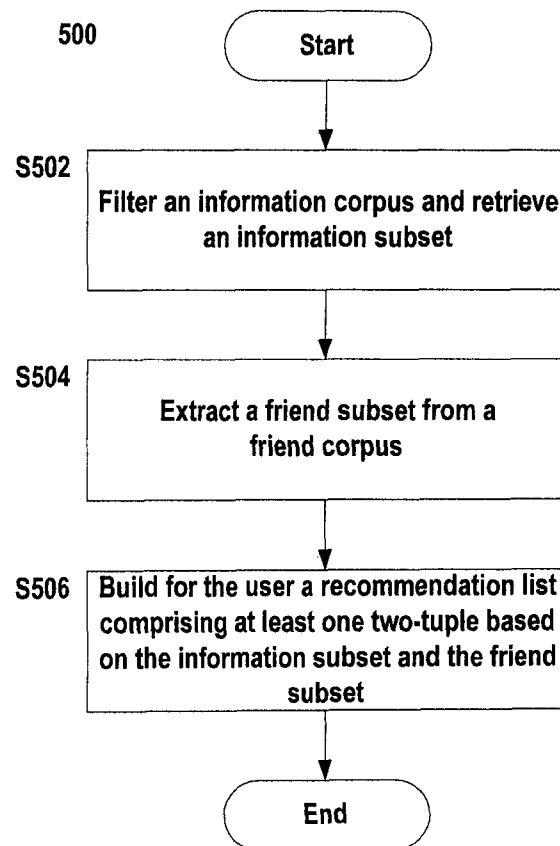 500
Start
S502
Filter an information corpus and retrieve
an information subset
S504
Extract a friend subset from a
friend corpus
S506
Build for the user a recommendation list
comprising at least one two-tuple based
on the information subset and the friend
subset
End